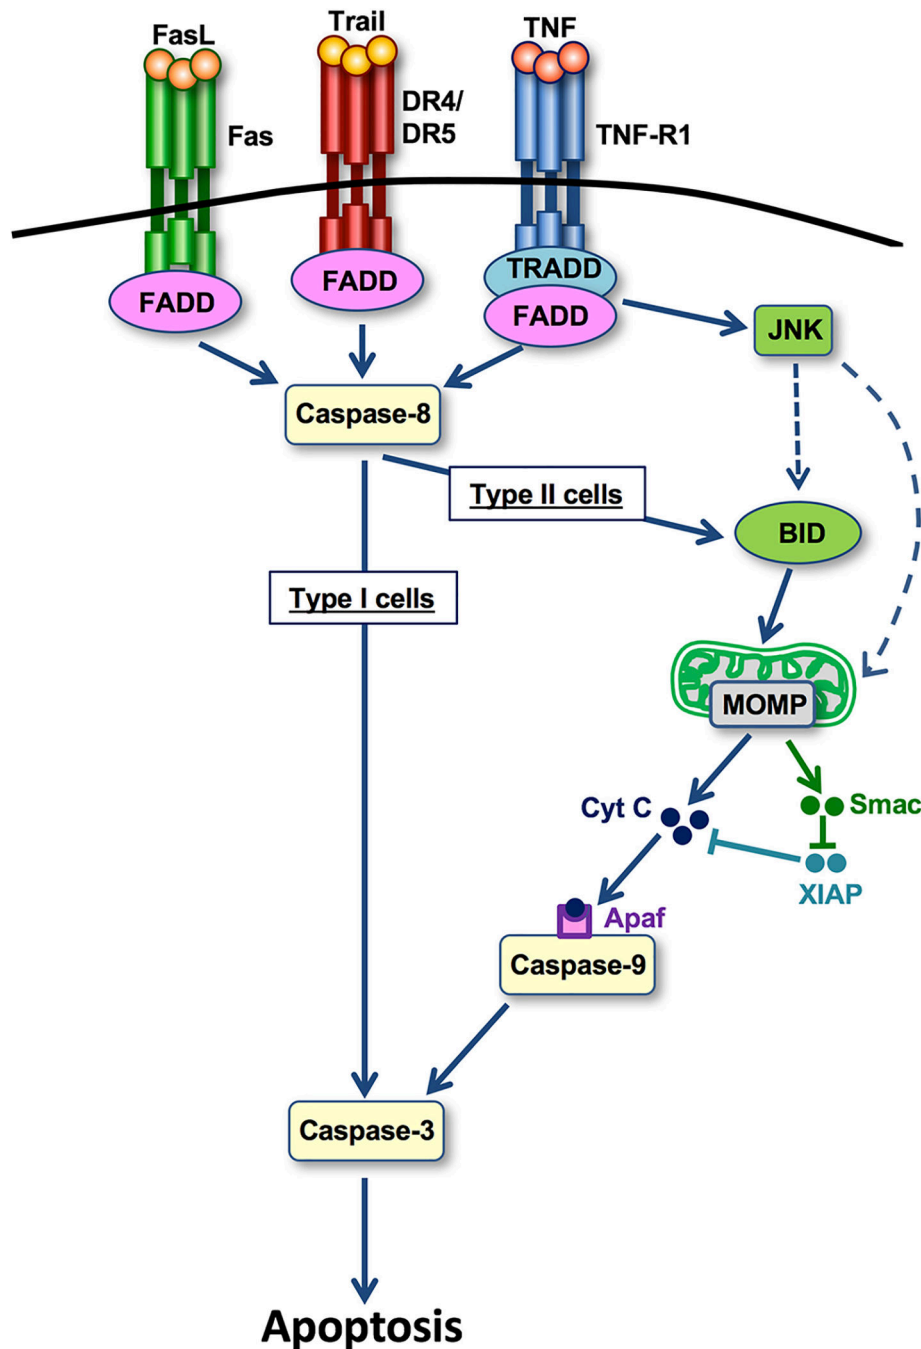 FasL
Trail
TNF
Fas
DR4/
DR5
TNF-R1
FADD
FADD
TRADD
FADD
JNK
Caspase-8
Type II cells
BID
Type I cells
MOMP
Cyt C
Smac
XIAP
Apaf
Caspase-9
Caspase-3
Apoptosis